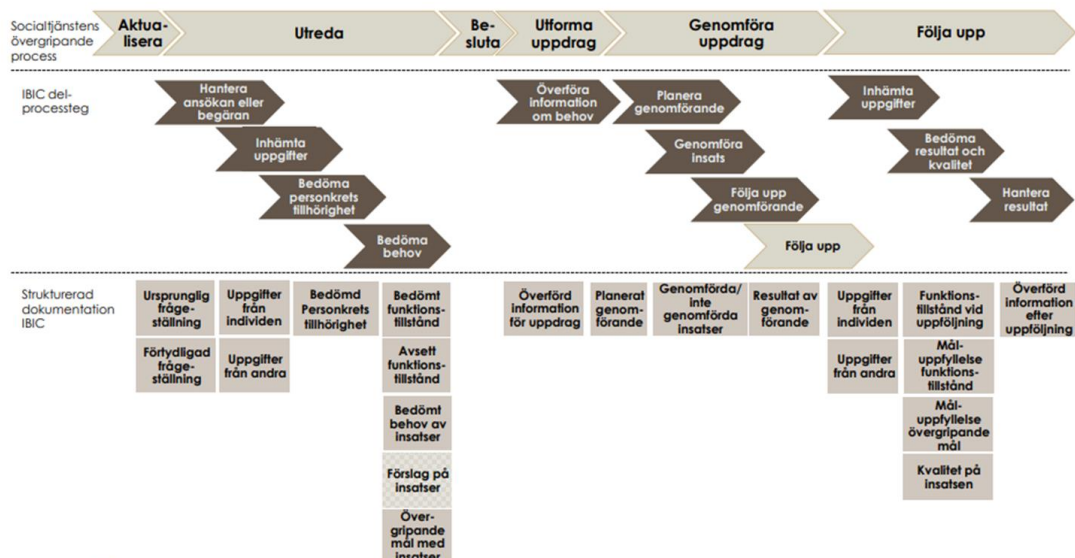 Socialtjänstens
övergripande
process
Aktua-
lisera
Utreda
Be-
sluta
Utforma
uppdrag
Genomföra
uppdrag
Följa upp
IBIC del-
processteg
Hantera
ansökan eller
begäran
Inhämta
uppgifter
Bedöma
personkrets
tillhörighet
Bedöma
behov
Överföra
information
om behov
Planera
genomförande
Genomföra
insats
Följa upp
genomförande
Följa upp
Inhämta
uppgifter
Bedöma
resultat och
kvalitet
Hantera
resultat
Strukturerad
dokumentation
IBIC
Ursprunglig
fråge-
ställning
Förtydligad
fråge-
ställning
Uppgifter
från
individen
Uppgifter
från andra
Bedömd
Personkrets
tillhörighet
Bedömt
funktions-
tillstånd
Avsett
funktions-
tillstånd
Bedömt
behov av
insatser
Förslag på
insatser
Över-
gripande
mål med
insatser
Överförd
information
för uppdrag
Planerat
genom-
förande
Genomförda/
inte
genomförda
insatser
Resultat av
genom-
förande
Uppgifter
från
individen
Uppgifter
från andra
Funktions-
tillstånd vid
uppföljning
Mål-
uppfyllelse
funktions-
tillstånd
Mål-
uppfyllelse
övergripande
mål
Kvalitet på
insatsen
Överförd
information
efter
uppföljning